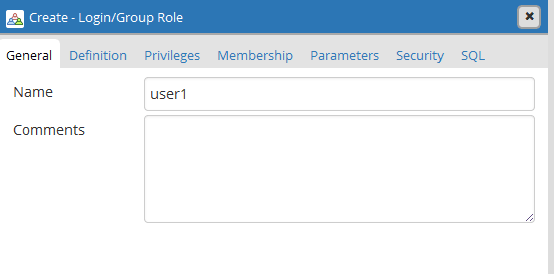 Create - Login/Group Role
General Definition Privileges Membership Parameters Security SQL
Name user1
Comments